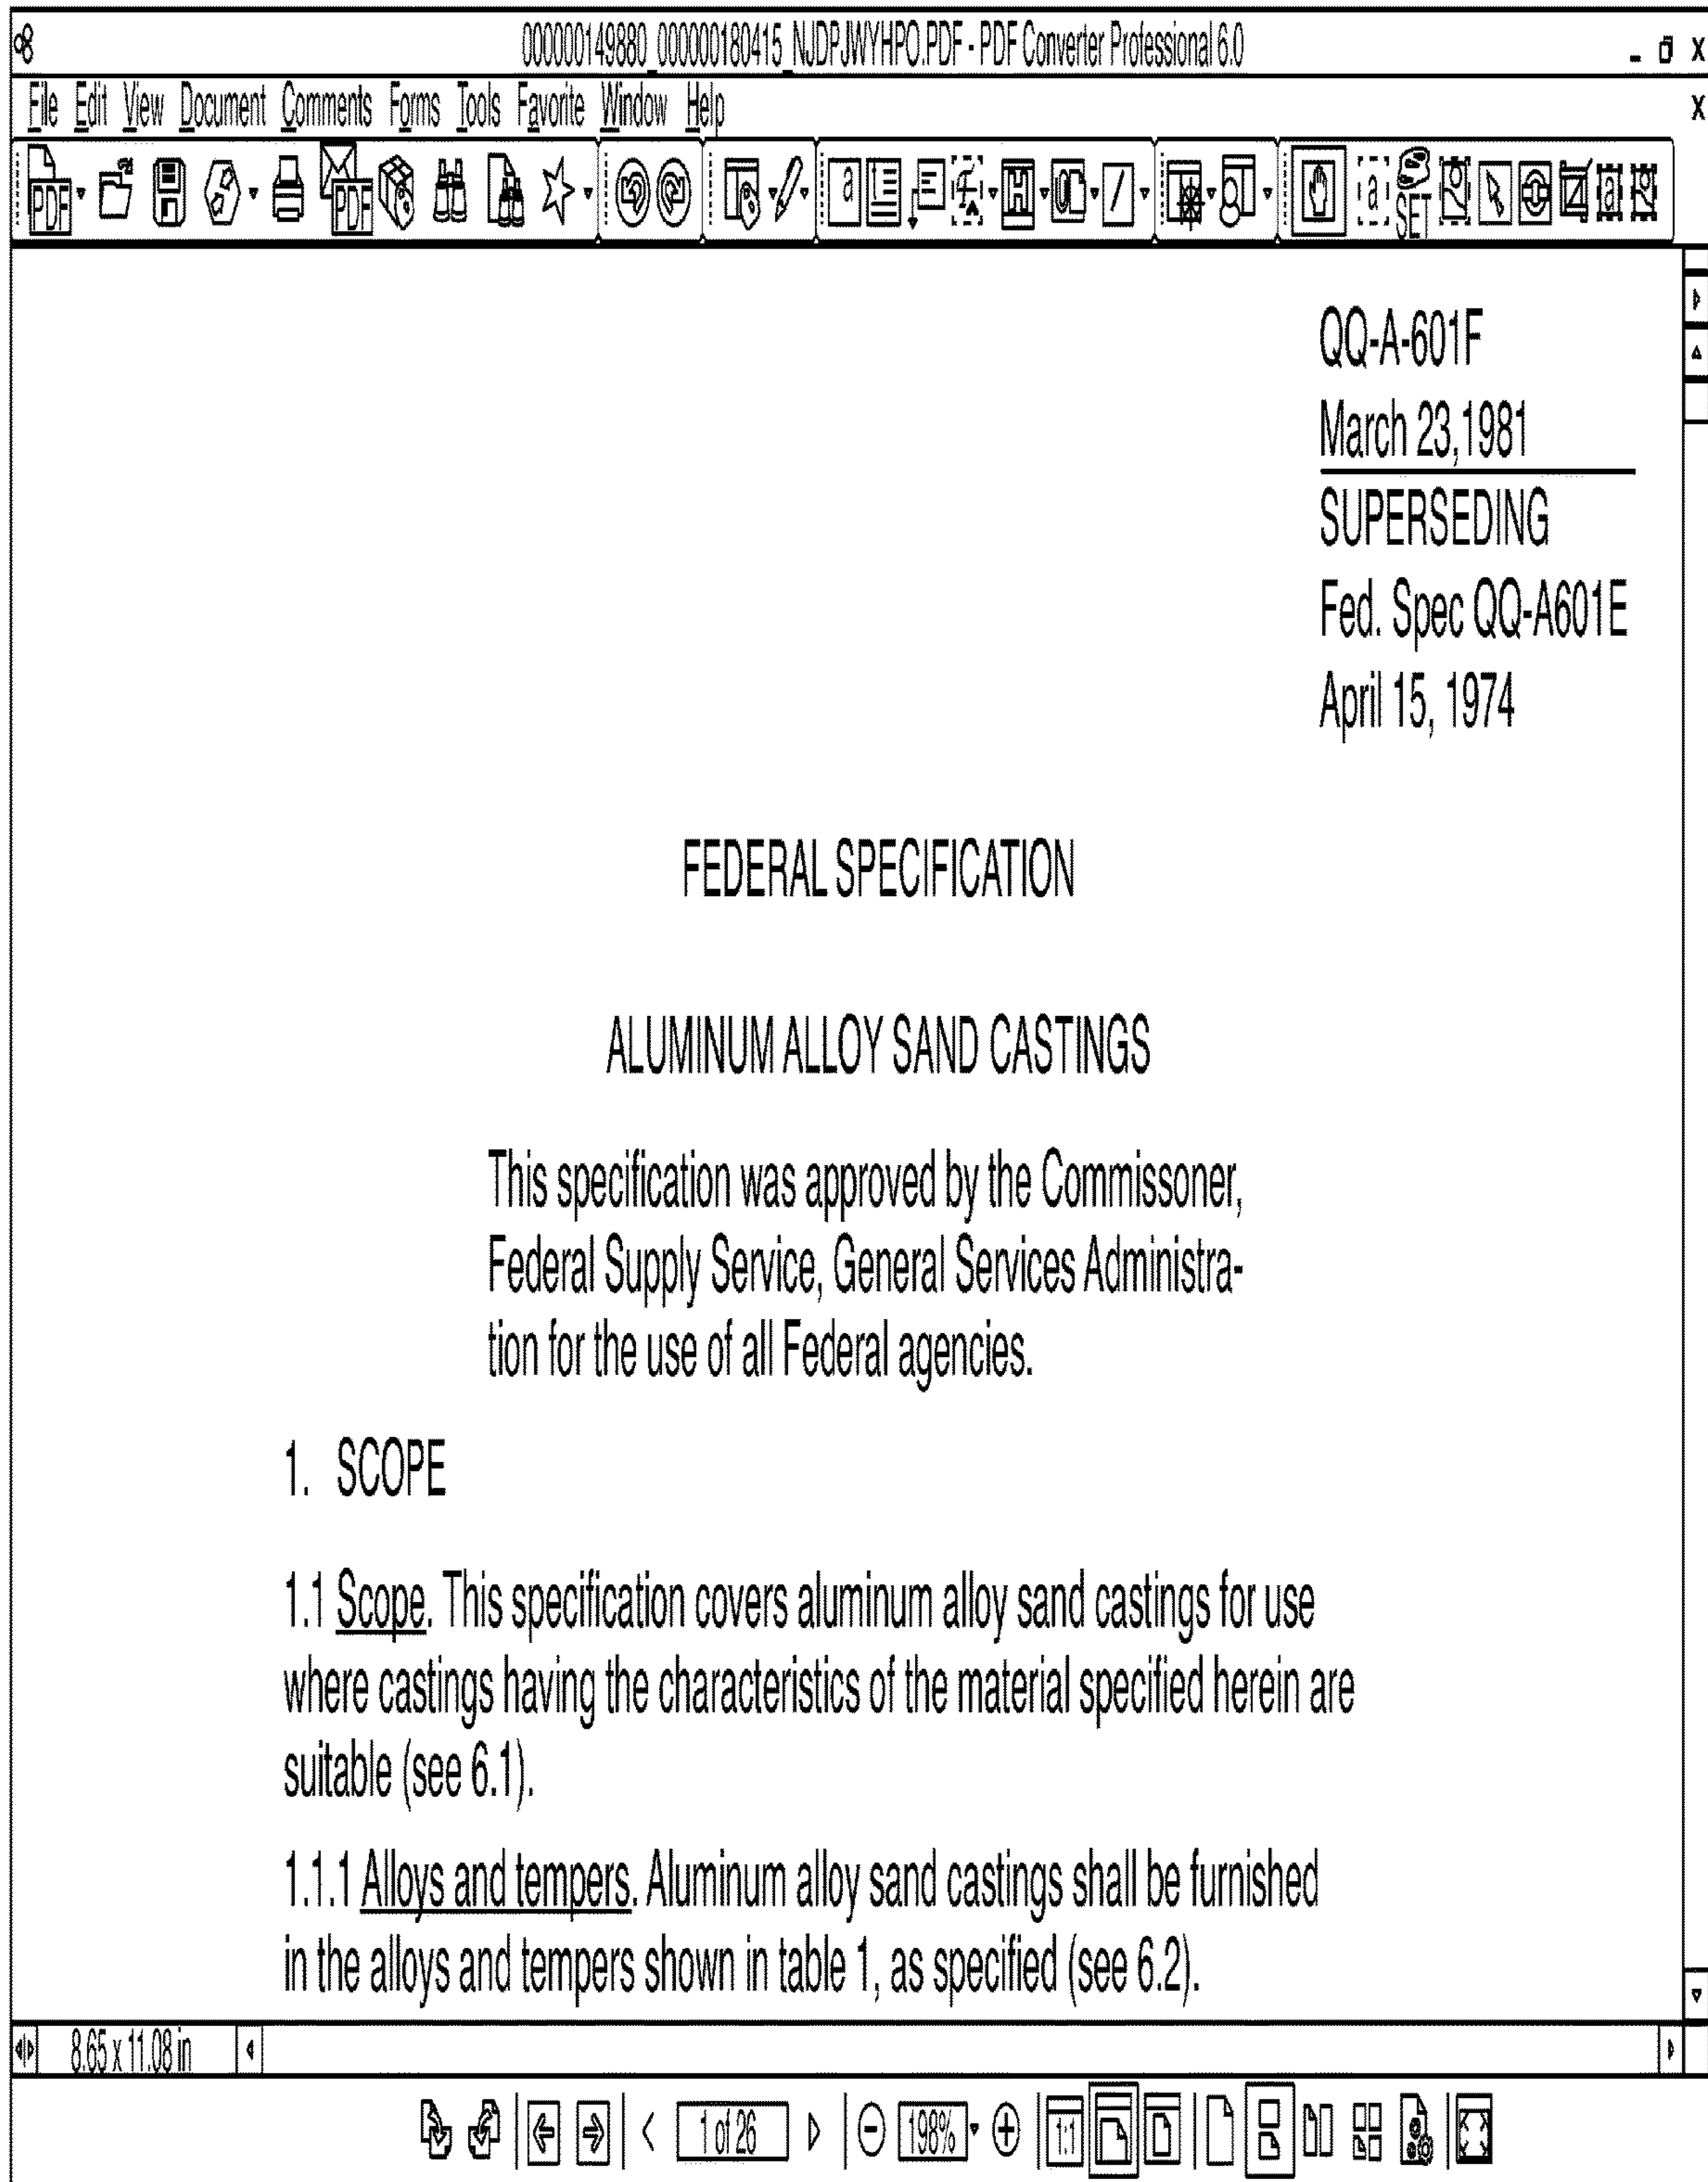 000000149880_000000180415_NJDPJWYHPO.PDF - PDF Converter Professional 6.0
File Edit View Document Comments Forms Tools Favorite Window Help
PDF PDF a H / a SET a
QQ-A-601F
March 23,1981
SUPERSEDING
Fed. Spec QQ-A601E
April 15, 1974
FEDERAL SPECIFICATION
ALUMINUM ALLOY SAND CASTINGS
This specification was approved by the Commissoner,
Federal Supply Service, General Services Administra-
tion for the use of all Federal agencies.
1. SCOPE
1.1 Scope. This specification covers aluminum alloy sand castings for use
where castings having the characteristics of the material specified herein are
suitable (see 6.1).
1.1.1 Alloys and tempers. Aluminum alloy sand castings shall be furnished
in the alloys and tempers shown in table 1, as specified (see 6.2).
8.65 x 11.08 in
1 of 26 198% 1:1